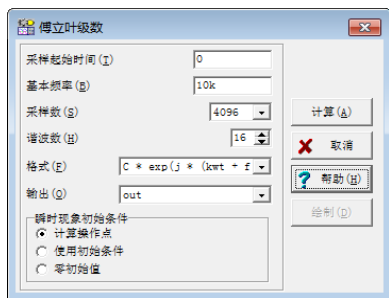 傅立叶级数
采样起始时间(I) 0
基本频率(B) 10k
采样数(S) 4096
谐波数(H) 16
格式(F) C * exp(j * (kwt + f
输出(O) out
瞬时现象初始条件
计算操作点
使用初始条件
零初始值
计算(A)
取消
帮助(H)
绘制(D)